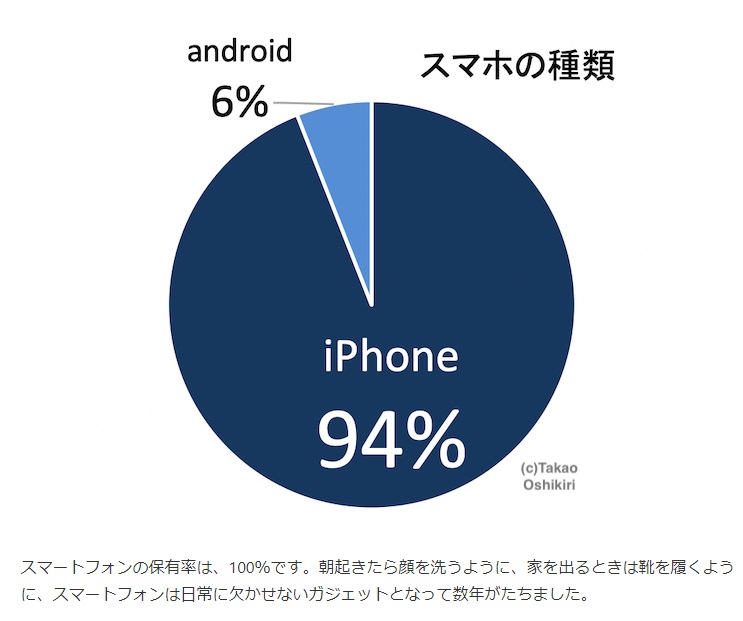 android
6%
スマホの種類
iPhone
94%
(c)Takao
Oshikiri
スマートフォンの保有率は、100％です。朝起きたら顔を洗うように、家を出るときは靴を履くよう
に、スマートフォンは日常に欠かせないガジェットとなって数年がたちました。